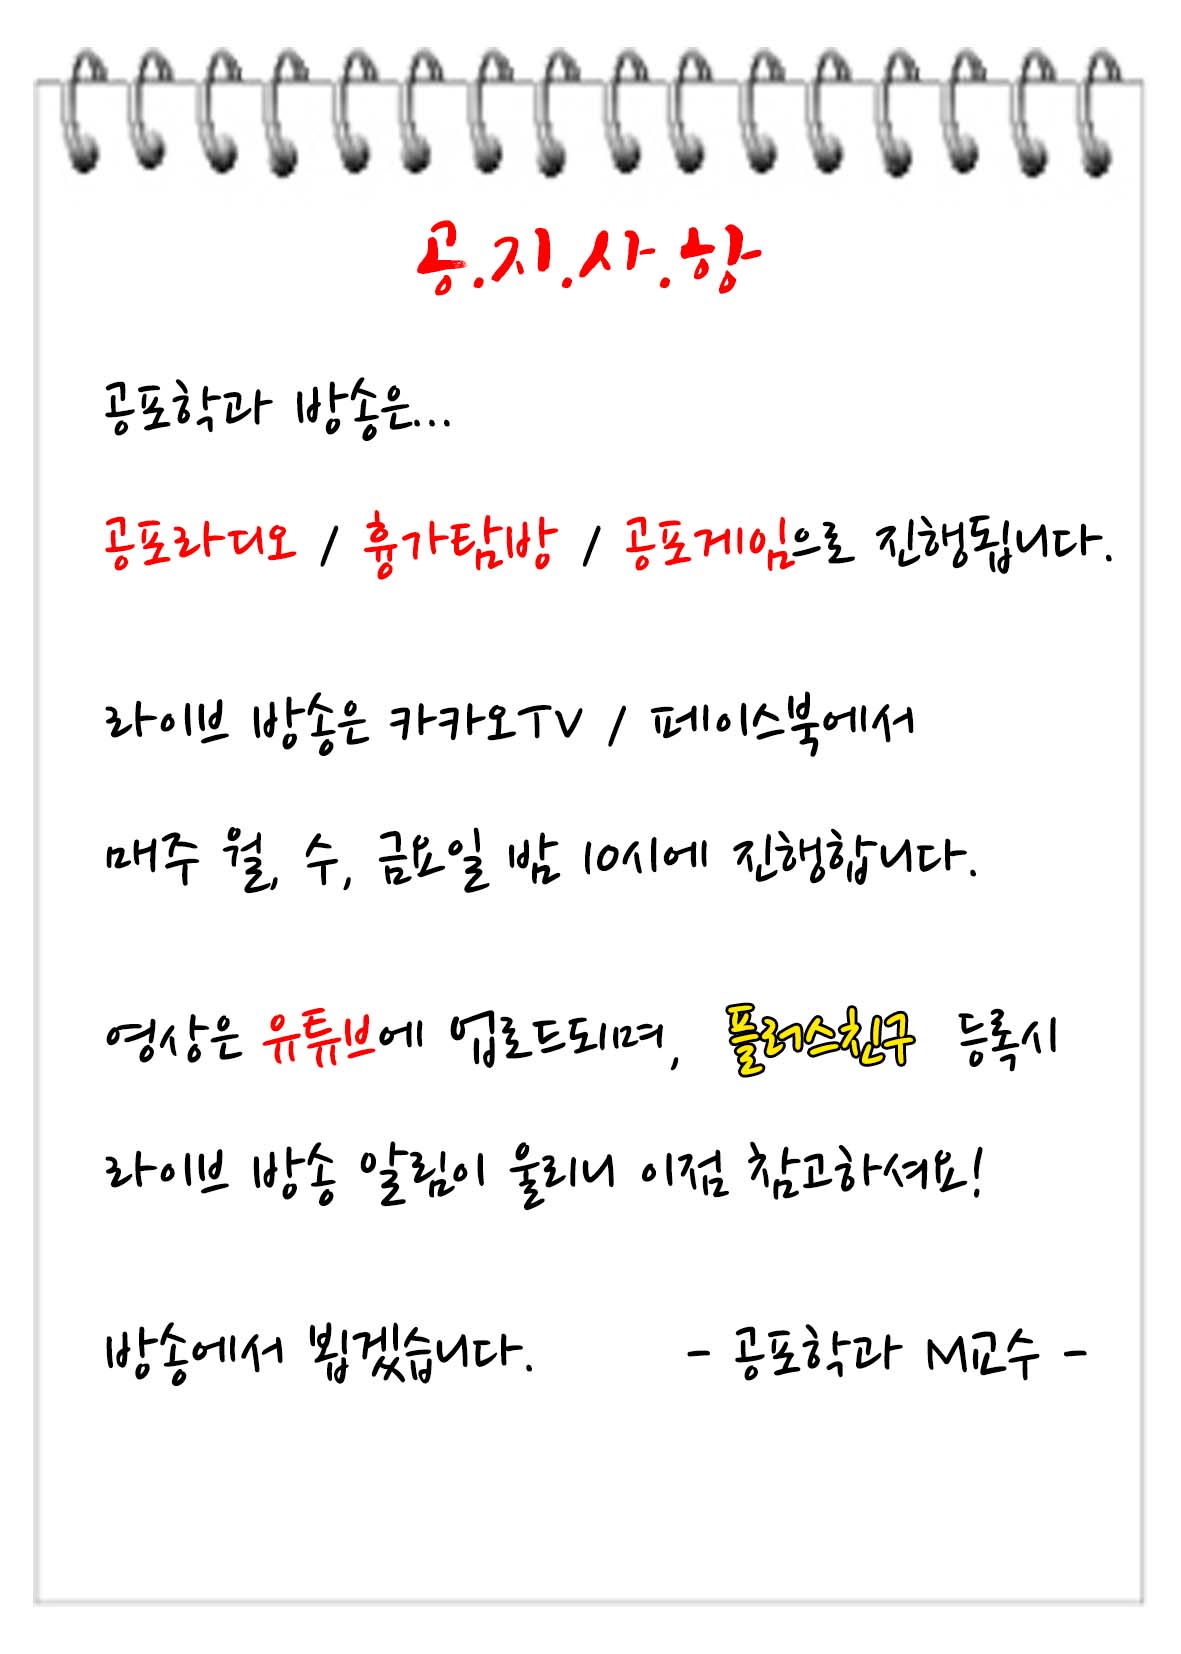 공.지.사.항
공포학과 방송은...
공포라디오 / 흉가탐방 / 공포게임으로 진행됩니다.
라이브 방송은 카카오TV / 페이스북에서
매주 월, 수, 금요일 밤 10시에 진행합니다.
영상은 유튜브에 업로드되며, 플러스친구 등록시
라이브 방송 알림이 울리니 이점 참고하셔요!
방송에서 뵙겠습니다. - 공포학과 M교수 -